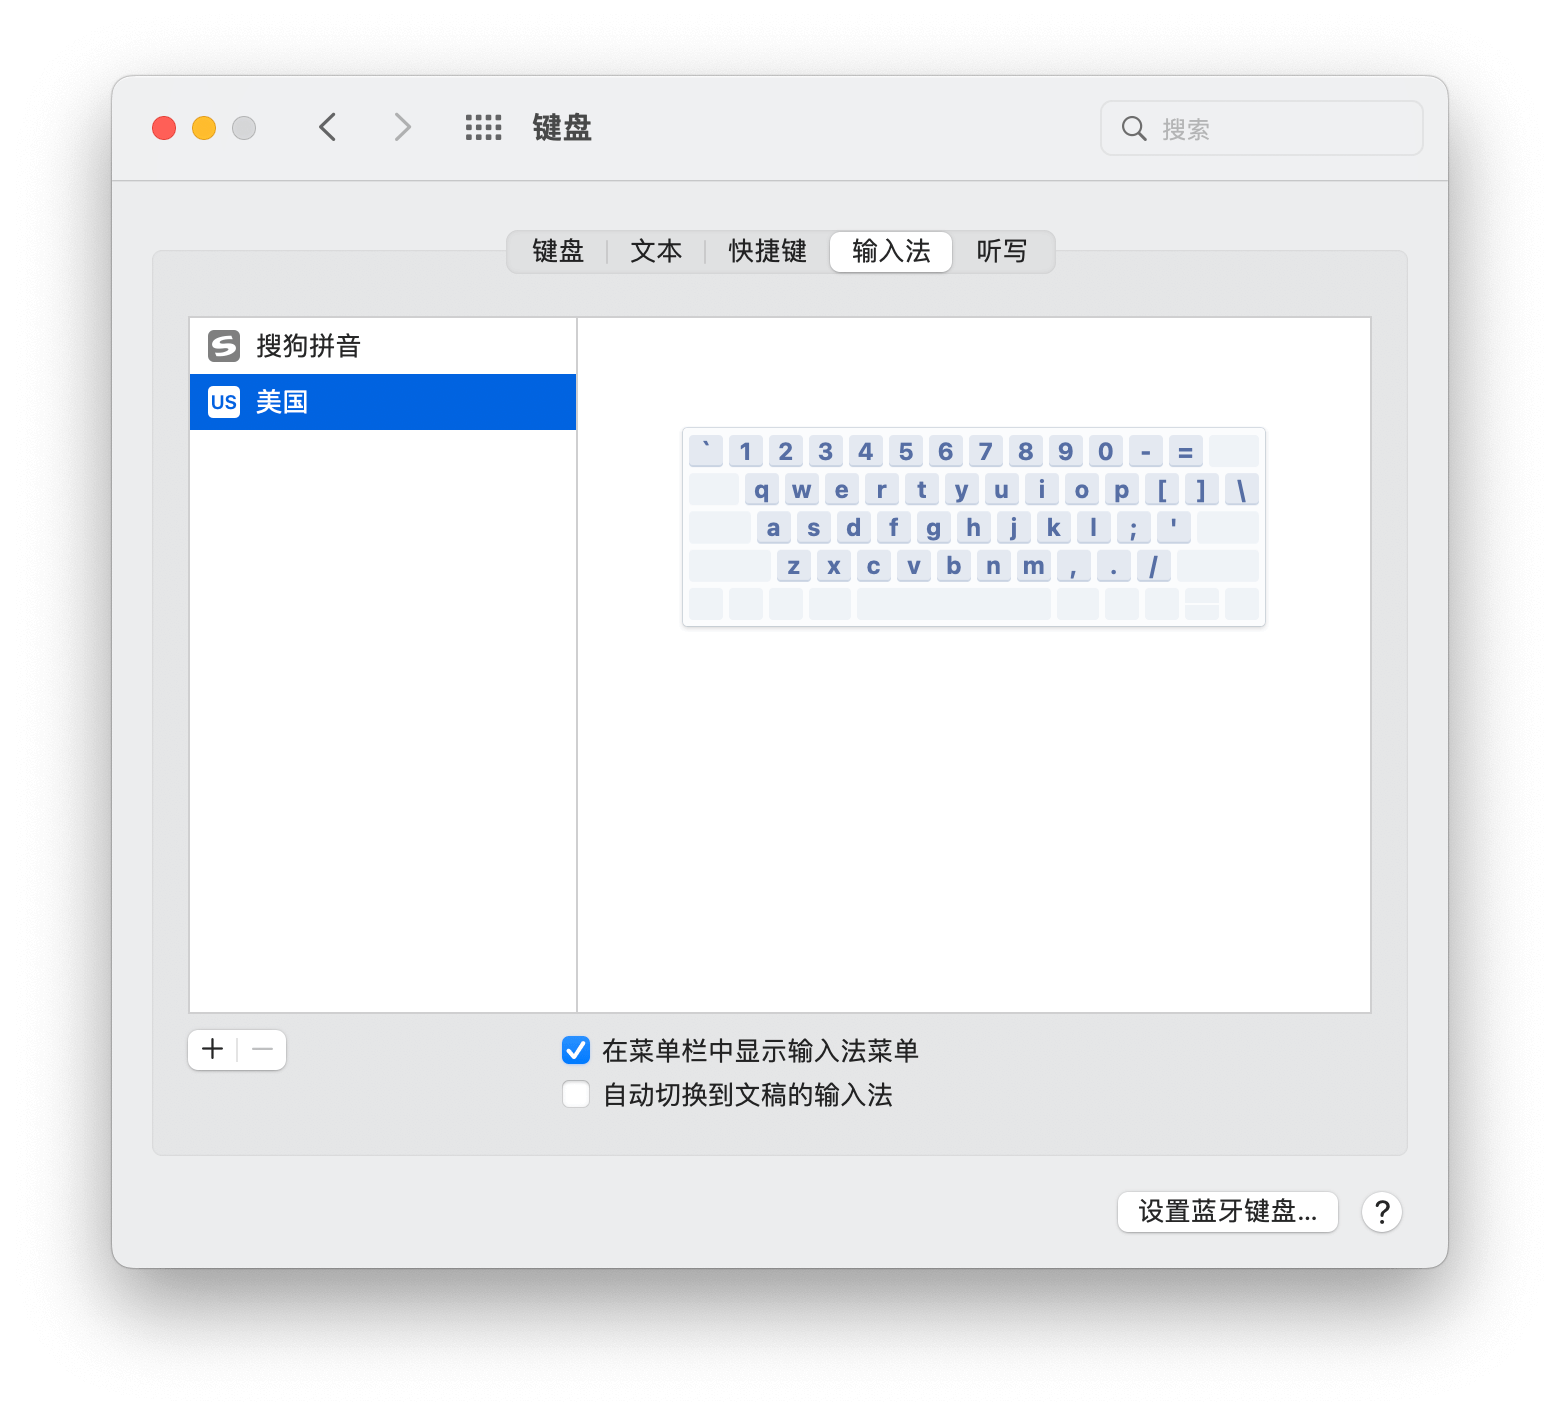 键盘
搜索
键盘 文本 快捷键 输入法 听写
S 搜狗拼音
US 美国
` 1 2 3 4 5 6 7 8 9 0 - =
q w e r t y u i o p [ ] \
a s d f g h j k l ; '
z x c v b n m , . /
在菜单栏中显示输入法菜单
自动切换到文稿的输入法
设置蓝牙键盘... ?